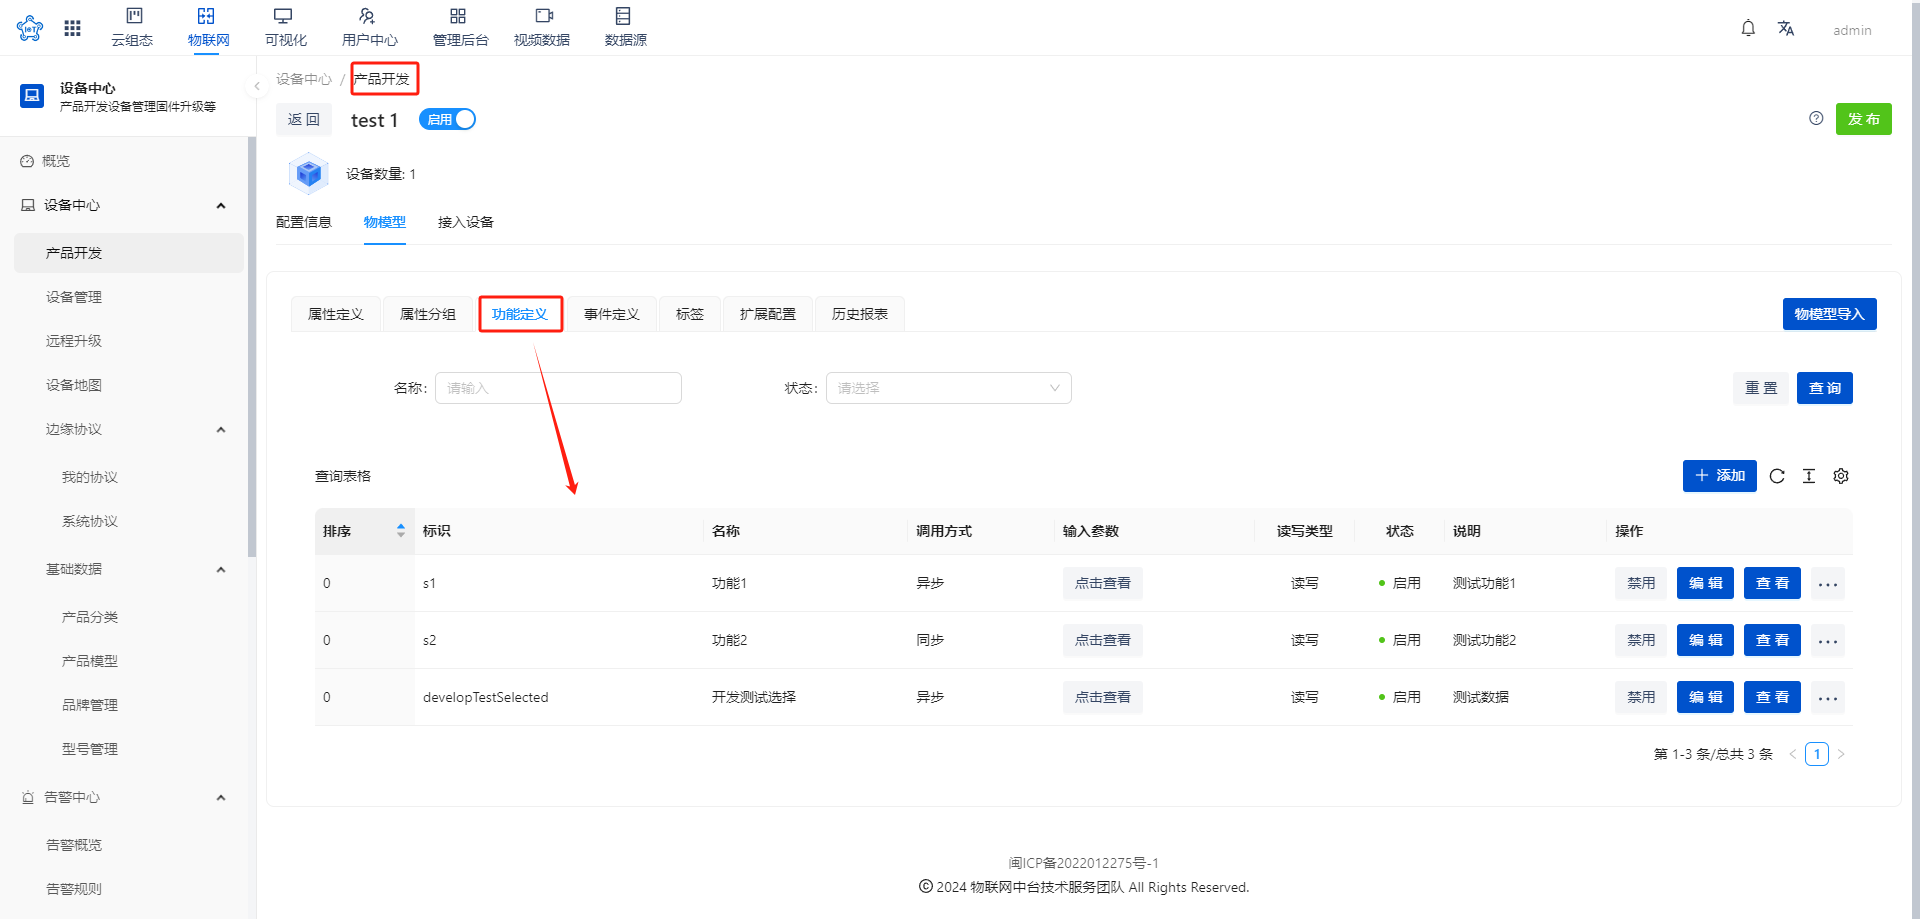 云组态
物联网
可视化
用户中心
管理后台
视频数据
数据源
admin
设备中心
产品开发设备管理固件升级等
概览
设备中心
产品开发
设备管理
远程升级
设备地图
边缘协议
我的协议
系统协议
基础数据
产品分类
产品模型
品牌管理
型号管理
告警中心
告警概览
告警规则
设备中心 / 产品开发
返 回 test 1 启用
发 布
设备数量: 1
配置信息 物模型 接入设备
属性定义 属性分组 功能定义 事件定义 标签 扩展配置 历史报表 物模型导入
名称: 请输入 状态: 请选择 重 置 查 询
查询表格 添加
排序 标识 名称 调用方式 输入参数 读写类型 状态 说明 操作
0 s1 功能1 异步 点击查看 读写 启用 测试功能1 禁用 编 辑 查 看 ...
0 s2 功能2 同步 点击查看 读写 启用 测试功能2 禁用 编 辑 查 看 ...
0 developTestSelected 开发测试选择 异步 点击查看 读写 启用 测试数据 禁用 编 辑 查 看 ...
第 1-3 条/总共 3 条 < 1 >
闽ICP备2022012275号-1
© 2024 物联网中台技术服务团队 All Rights Reserved.